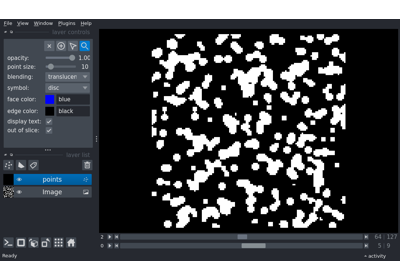 File View Window Plugins Help
layer controls
opacity: 1.00
point size: 10
blending: translucen
symbol: disc
face color: blue
edge color: black
display text:
out of slice:
layer list
points
Image
2 64 127
0 5 9
Ready activity